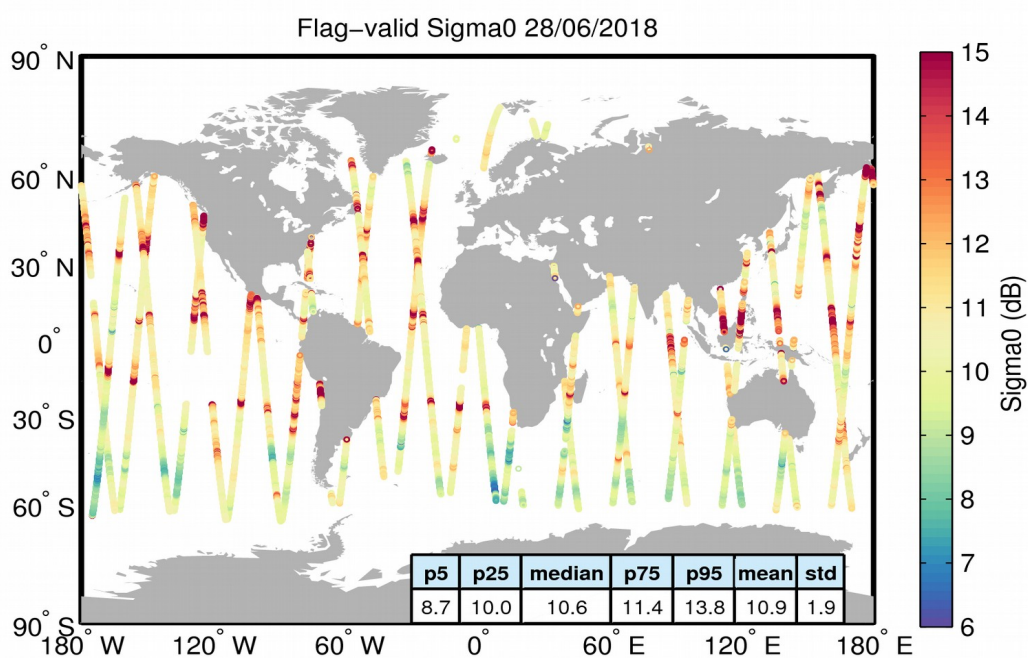 Flag−valid Sigma0 28/06/2018
90° N
60° N
30° N
0°
30° S
60° S
90° S
180° W
120° W
60° W
0°
60° E
120° E
180° E
15
14
13
12
11
10
9
8
7
6
Sigma0 (dB)
p5 p25 median p75 p95 mean std
8.7 10.0 10.6 11.4 13.8 10.9 1.9